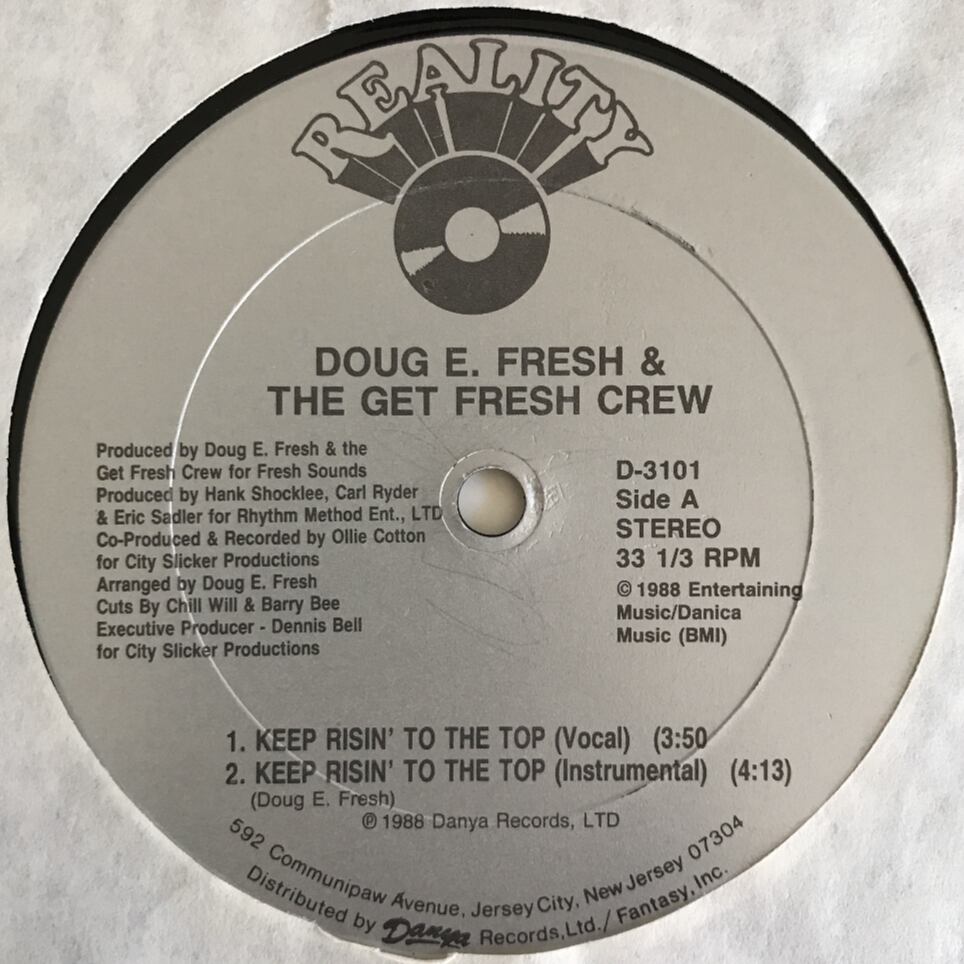 REALITY
DOUG E. FRESH &
THE GET FRESH CREW
Produced by Doug E. Fresh & the
Get Fresh Crew for Fresh Sounds
Produced by Hank Shocklee, Carl Ryder
& Eric Sadler for Rhythm Method Ent., LTD
Co-Produced & Recorded by Ollie Cotton
for City Slicker Productions
Arranged by Doug E. Fresh
Cuts By Chill Will & Barry Bee
Executive Producer - Dennis Bell
for City Slicker Productions
D-3101
Side A
STEREO
33 1/3 RPM
© 1988 Entertaining
Music/Danica
Music (BMI)
1. KEEP RISIN' TO THE TOP (Vocal) (3:50
2. KEEP RISIN' TO THE TOP (Instrumental) (4:13)
(Doug E. Fresh)
℗ 1988 Danya Records, LTD
592 Communipaw Avenue, Jersey City, New Jersey 07304
Distributed by Danya Records, Ltd./ Fantasy, Inc.